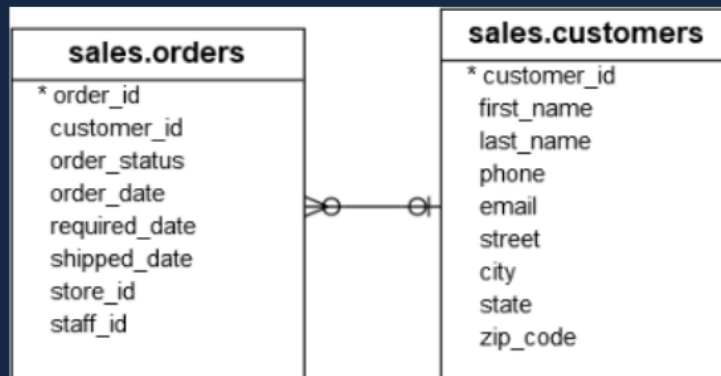 sales.orders
* order_id
customer_id
order_status
order_date
required_date
shipped_date
store_id
staff_id
sales.customers
* customer_id
first_name
last_name
phone
email
street
city
state
zip_code